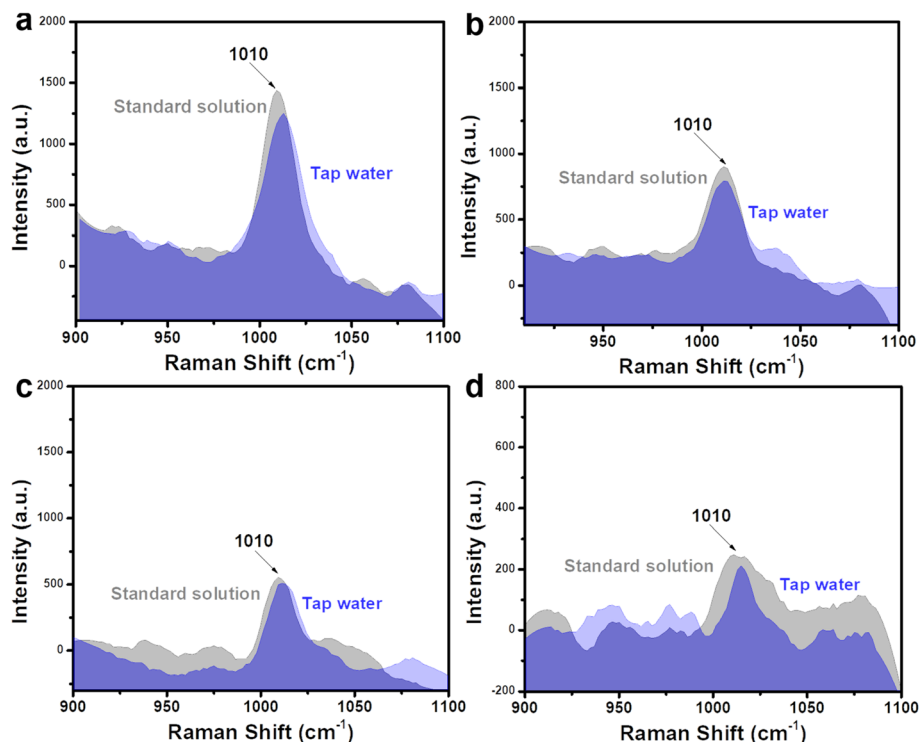 a
2000
1500
1000
500
0
Intensity (a.u.)
1010
Standard solution
Tap water
900
950
1000
1050
1100
Raman Shift (cm⁻¹)
b
2000
1500
1000
500
0
Intensity (a.u.)
1010
Standard solution
Tap water
950
1000
1050
1100
Raman Shift (cm⁻¹)
c
2000
1500
1000
500
0
Intensity (a.u.)
1010
Standard solution
Tap water
900
950
1000
1050
1100
Raman Shift (cm⁻¹)
d
800
600
400
200
0
-200
Intensity (a.u.)
1010
Standard solution
Tap water
900
950
1000
1050
1100
Raman Shift (cm⁻¹)